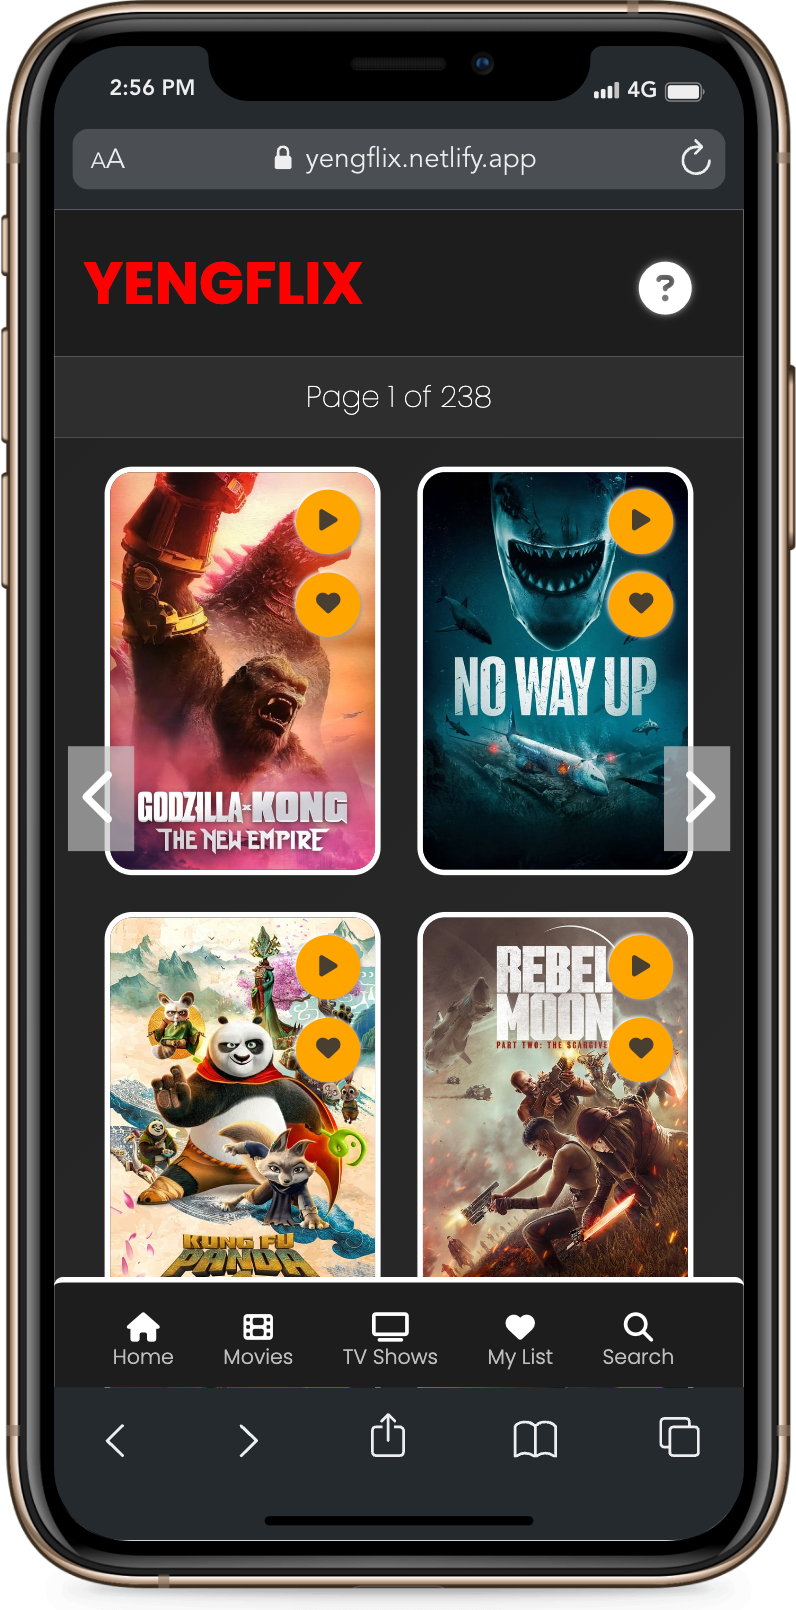 2:56 PM
4G
AA
yengflix.netlify.app
YENGFLIX
?
Page 1 of 238
NO WAY UP
GODZILLA x KONG
THE NEW EMPIRE
REBEL
MOON
PART TWO: THE
KUNG FU
PANDA
Home
Movies
TV Shows
My List
Search